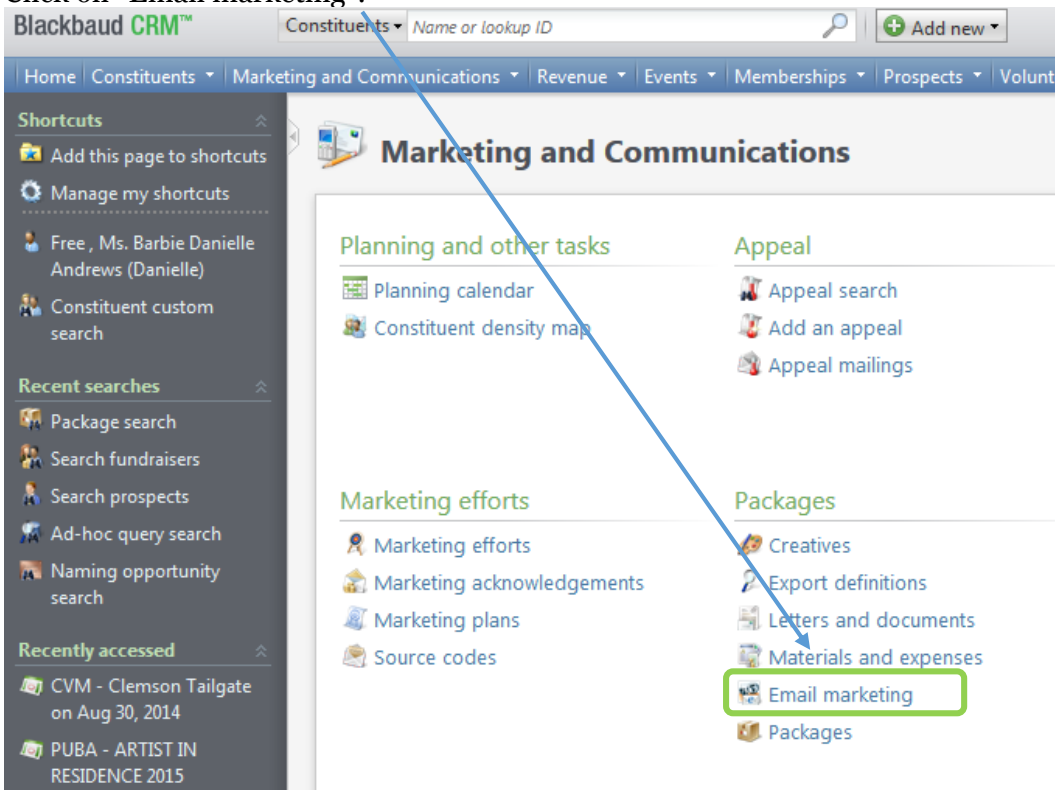 Click on "Email marketing".
Blackbaud CRM™
Constituents Name or lookup ID
Add new
Home Constituents Marketing and Communications Revenue Events Memberships Prospects Volunt
Shortcuts
Add this page to shortcuts
Manage my shortcuts
Free , Ms. Barbie Danielle
Andrews (Danielle)
Constituent custom
search
Recent searches
Package search
Search fundraisers
Search prospects
Ad-hoc query search
Naming opportunity
search
Recently accessed
CVM - Clemson Tailgate
on Aug 30, 2014
PUBA - ARTIST IN
RESIDENCE 2015
Marketing and Communications
Planning and other tasks
Planning calendar
Constituent density map
Appeal
Appeal search
Add an appeal
Appeal mailings
Marketing efforts
Marketing efforts
Marketing acknowledgements
Marketing plans
Source codes
Packages
Creatives
Export definitions
Letters and documents
Materials and expenses
Email marketing
Packages